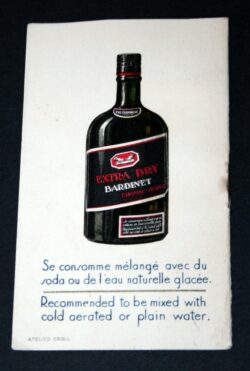 EXTRA DRY
BARDINET
Se consomme mélangé avec du
soda ou de l'eau naturelle glacée.
Recommended to be mixed with
cold aerated or plain water.